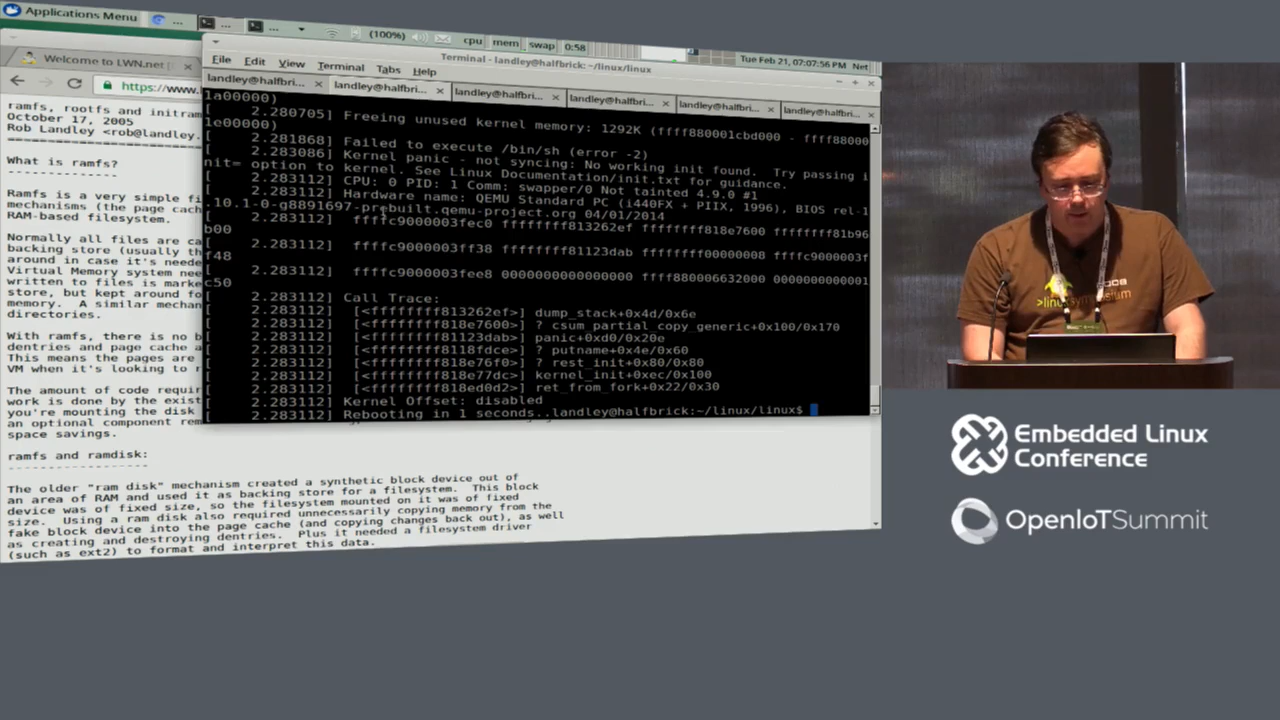 Applications Menu
(100%) cpu mem swap 0:58 Tue Feb 21, 07:07:56 PM Net
Welcome to LWN.net [
https://www.
ramfs, rootfs and initram
October 17, 2005
Rob Landley <rob@landley.
What is ramfs?
Ramfs is a very simple fi
mechanisms (the page cac
RAM-based filesystem.
Normally all files are ca
backing store (usually th
around in case it's neede
Virtual Memory system nee
written to files is marke
store, but kept around fo
memory. A similar mechan
directories.
With ramfs, there is no b
dentries and page cache a
This means the pages are
VM when it's looking to r
The amount of code requir
work is done by the exist
you're mounting the disk
an optional component rem
space savings.
ramfs and ramdisk:
The older "ram disk" mechanism created a synthetic block device out of
an area of RAM and used it as backing store for a filesystem. This block
device was of fixed size, so the filesystem mounted on it was of fixed
size. Using a ram disk also required unnecessarily copying memory from the
fake block device into the page cache (and copying changes back out), as well
as creating and destroying dentries. Plus it needed a filesystem driver
(such as ext2) to format and interpret this data.
Terminal - landley@halfbrick: ~/linux/linux
File Edit View Terminal Tabs Help
landley@halfbri... landley@halfbri... landley@halfbri... landley@halfbri... landley@halfbri... landley@halfbri...
1a00000)
[ 2.280705] Freeing unused kernel memory: 1292K (ffff880001cbd000 - ffff88000
1e00000)
[ 2.281868] Failed to execute /bin/sh (error -2)
[ 2.283086] Kernel panic - not syncing: No working init found. Try passing i
nit= option to kernel. See Linux Documentation/init.txt for guidance.
[ 2.283112] CPU: 0 PID: 1 Comm: swapper/0 Not tainted 4.9.0 #1
[ 2.283112] Hardware name: QEMU Standard PC (i440FX + PIIX, 1996), BIOS rel-1
.10.1-0-g8891697-prebuilt.qemu-project.org 04/01/2014
[ 2.283112] ffffc9000003fec0 ffffffff813262ef ffffffff818e7600 ffffffff81b96
b00
[ 2.283112] ffffc9000003ff38 ffffffff81123dab ffffffff00000008 ffffc9000003f
f48
[ 2.283112] ffffc9000003fee8 0000000000000000 ffff880006632000 0000000000001
c50
[ 2.283112] Call Trace:
[ 2.283112] [<ffffffff813262ef>] dump_stack+0x4d/0x6e
[ 2.283112] [<ffffffff818e7600>] ? csum_partial_copy_generic+0x100/0x170
[ 2.283112] [<ffffffff81123dab>] panic+0xd0/0x20e
[ 2.283112] [<ffffffff8118fdce>] ? putname+0x4e/0x60
[ 2.283112] [<ffffffff818e76f0>] ? rest_init+0x80/0x80
[ 2.283112] [<ffffffff818e77dc>] kernel_init+0xec/0x100
[ 2.283112] [<ffffffff818ed0d2>] ret_from_fork+0x22/0x30
[ 2.283112] Kernel Offset: disabled
[ 2.283112] Rebooting in 1 seconds..landley@halfbrick:~/linux/linux$
>linuxsymposium
Embedded Linux
Conference
OpenIoTSummit